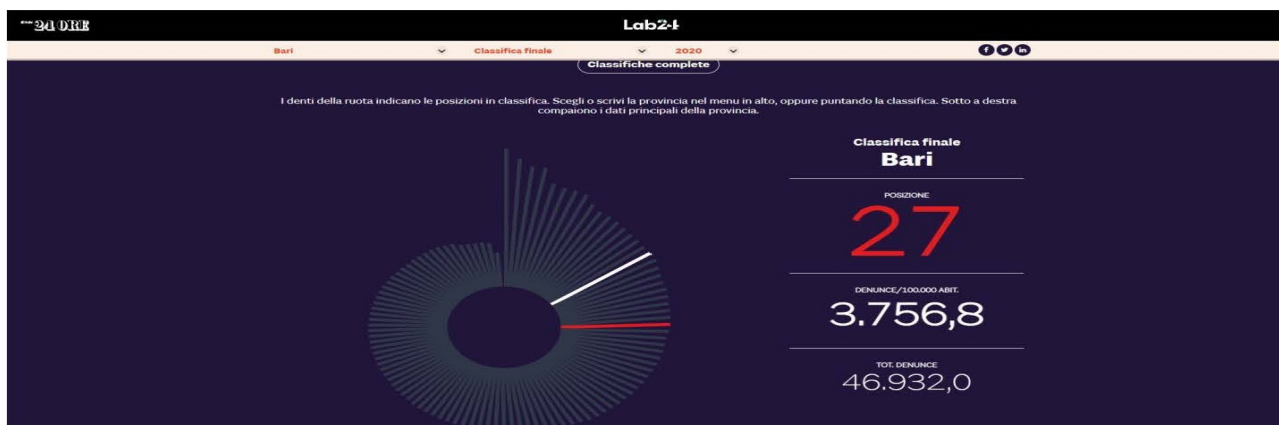 24 ORE
Lab24
Bari
Classifica finale
2020
Classifiche complete
I denti della ruota indicano le posizioni in classifica. Scegli o scrivi la provincia nel menu in alto, oppure puntando la classifica. Sotto a destra
compaiono i dati principali della provincia.
Classifica finale
Bari
POSIZIONE
27
DENUNCE/100.000 ABIT.
3.756,8
TOT. DENUNCE
46.932,0